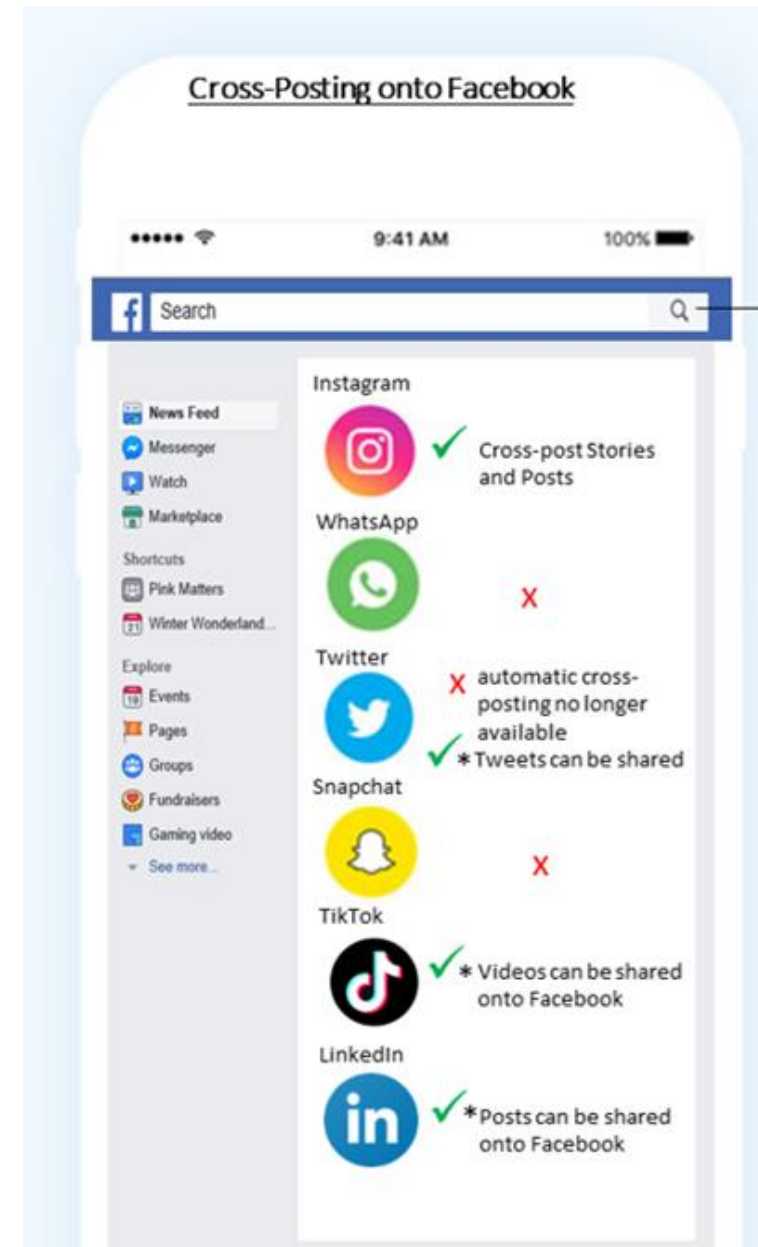 Cross-Posting onto Facebook
9:41 AM
100%
f
Search
News Feed
Messenger
Watch
Marketplace
Shortcuts
Pink Matters
21
Winter Wonderland...
Explore
19
Events
Pages
Groups
Fundraisers
Gaming video
See more...
Instagram
Cross-post Stories
and Posts
WhatsApp
X
Twitter
X automatic cross-
posting no longer
available
* Tweets can be shared
Snapchat
X
TikTok
* Videos can be shared
onto Facebook
LinkedIn
in
*Posts can be shared
onto Facebook